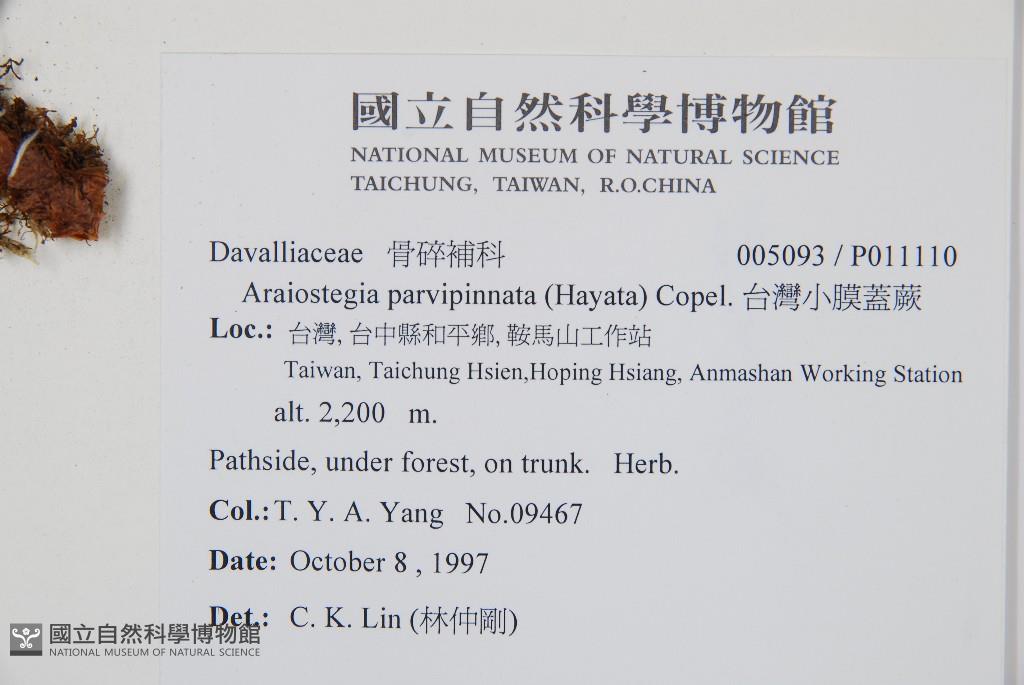 國立自然科學博物館
NATIONAL MUSEUM OF NATURAL SCIENCE
TAICHUNG, TAIWAN, R.O.CHINA
Davalliaceae 骨碎補科 005093 / P011110
Araiostegia parvipinnata (Hayata) Copel. 台灣小膜蓋蕨
Loc.: 台灣, 台中縣和平鄉, 鞍馬山工作站
Taiwan, Taichung Hsien,Hoping Hsiang, Anmashan Working Station
alt. 2,200 m.
Pathside, under forest, on trunk. Herb.
Col.: T. Y. A. Yang No.09467
Date: October 8 , 1997
Det.: C. K. Lin (林仲剛)
國立自然科學博物館
NATIONAL MUSEUM OF NATURAL SCIENCE